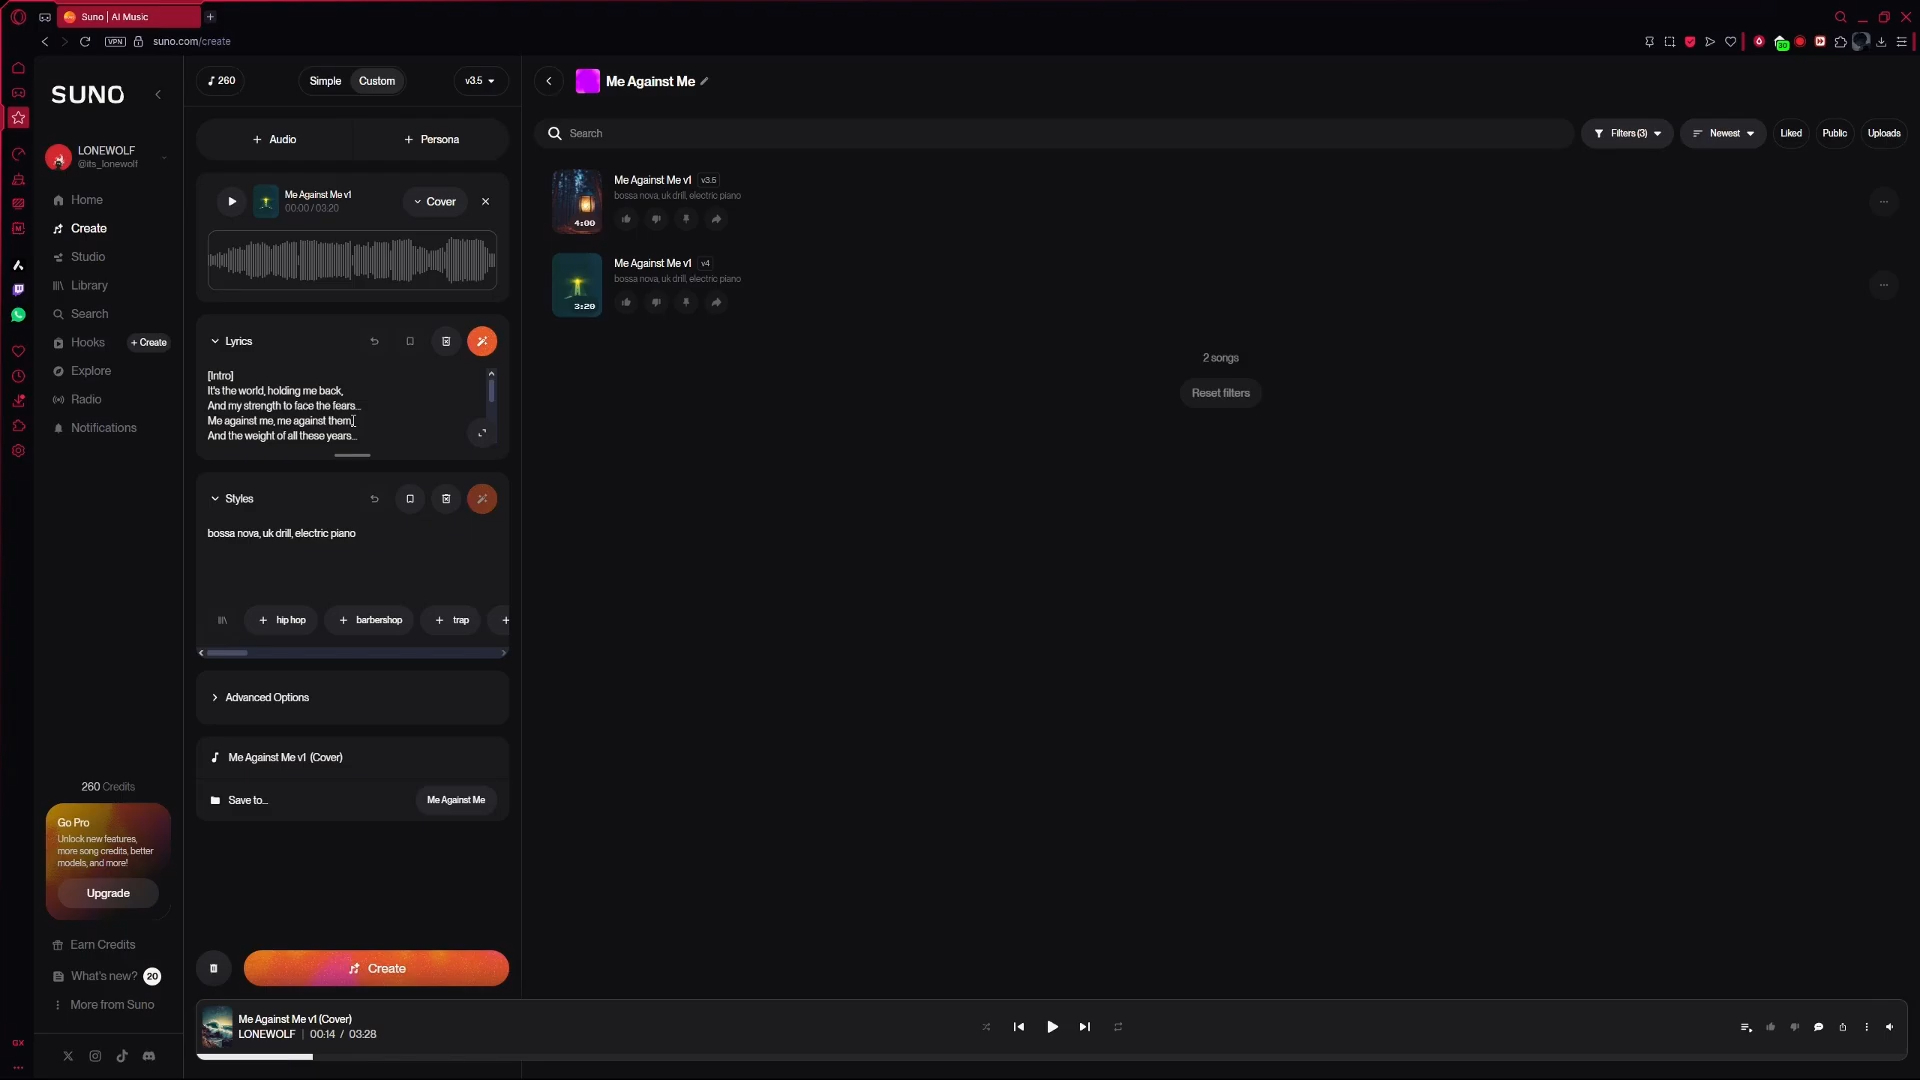 Suno | AI Music
VPN
suno.com/create
30
SUNO
LONEWOLF
@its_lonewolf
Home
Create
Studio
Library
Search
Hooks
+ Create
Explore
Radio
Notifications
260 Credits
Go Pro
Unlock new features,
more song credits, better
models, and more!
Upgrade
Earn Credits
What's new? 20
More from Suno
GX
260
Simple
Custom
v3.5
+ Audio
+ Persona
Me Against Me v1
00:00 / 03:20
Cover
Lyrics
[Intro]
It's the world, holding me back,
And my strength to face the fears...
Me against me, me against them,
And the weight of all these years...
Styles
bossa nova, uk drill, electric piano
+ hip hop
+ barbershop
+ trap
+
Advanced Options
Me Against Me v1 (Cover)
Save to...
Me Against Me
Create
Me Against Me
Search
Filters (3)
Newest
Liked
Public
Uploads
Me Against Me v1 v3.5
bossa nova, uk drill, electric piano
4:00
Me Against Me v1 v4
bossa nova, uk drill, electric piano
3:20
2 songs
Reset filters
Me Against Me v1 (Cover)
LONEWOLF | 00:14 / 03:28